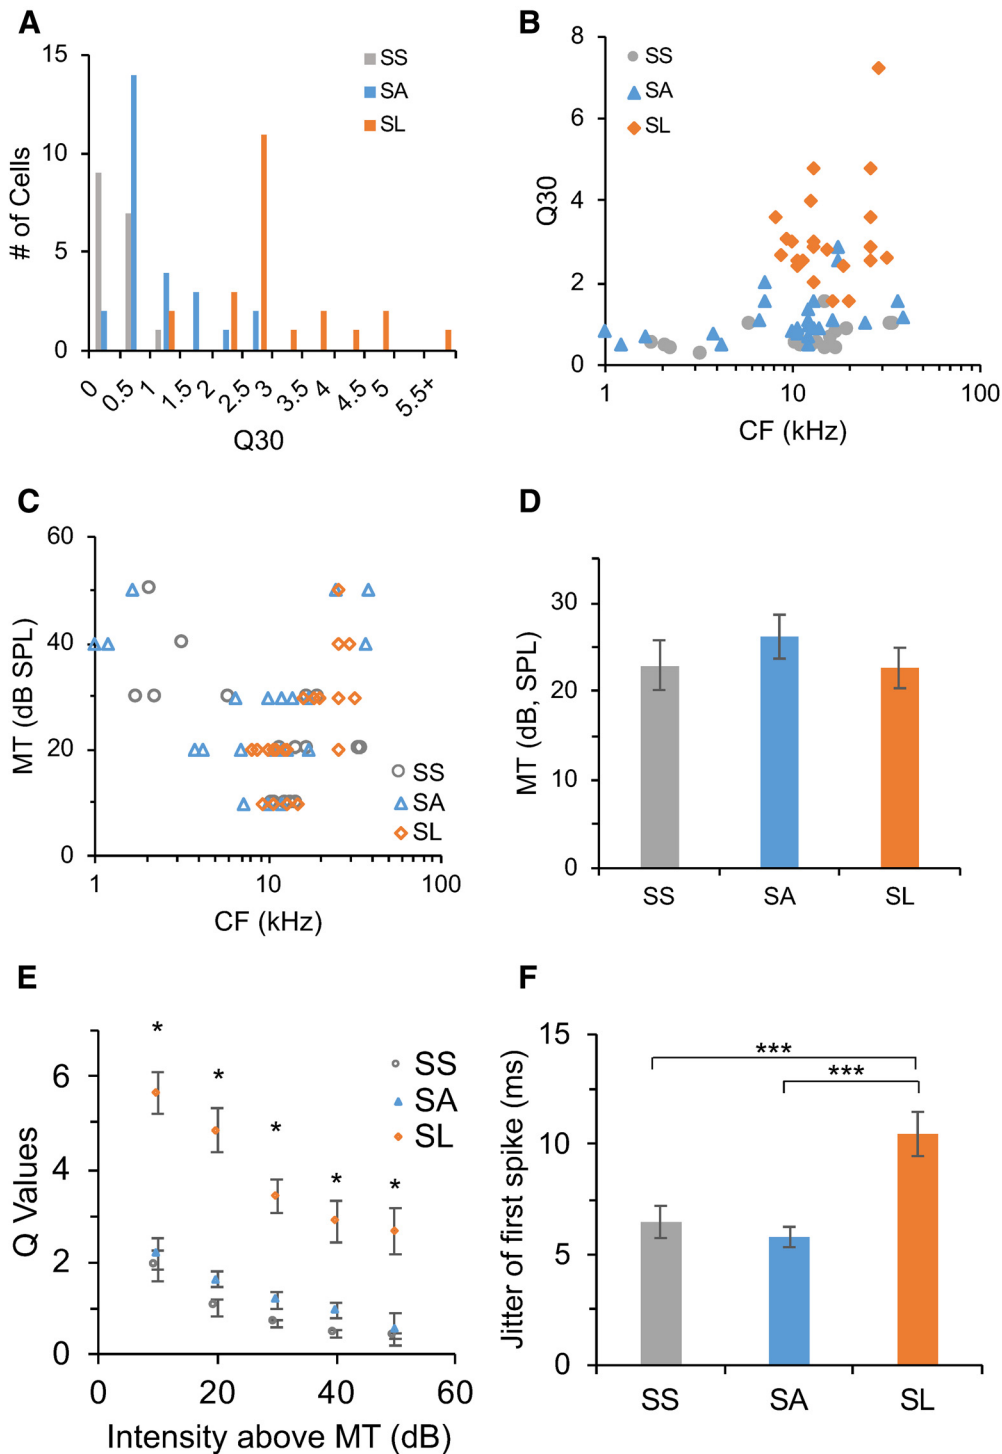 A
15
10
5
0
# of Cells
SS
SA
SL
0
0.5
1
1.5
2
2.5
3
3.5
4
4.5
5
5.5+
Q30
B
8
6
4
2
0
Q30
SS
SA
SL
1
10
100
CF (kHz)
C
60
40
20
0
MT (dB SPL)
SS
SA
SL
1
10
100
CF (kHz)
D
30
20
10
0
MT (dB, SPL)
SS
SA
SL
E
6
4
2
0
Q Values
*
*
*
*
*
SS
SA
SL
0
20
40
60
Intensity above MT (dB)
F
15
10
5
0
Jitter of first spike (ms)
***
***
SS
SA
SL